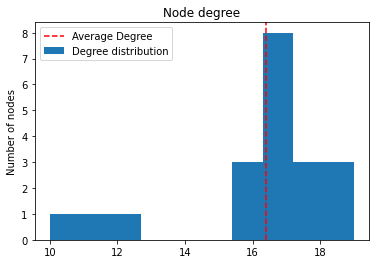 Node degree
Average Degree
Degree distribution
Number of nodes
8
7
6
5
4
3
2
1
0
10 12 14 16 18